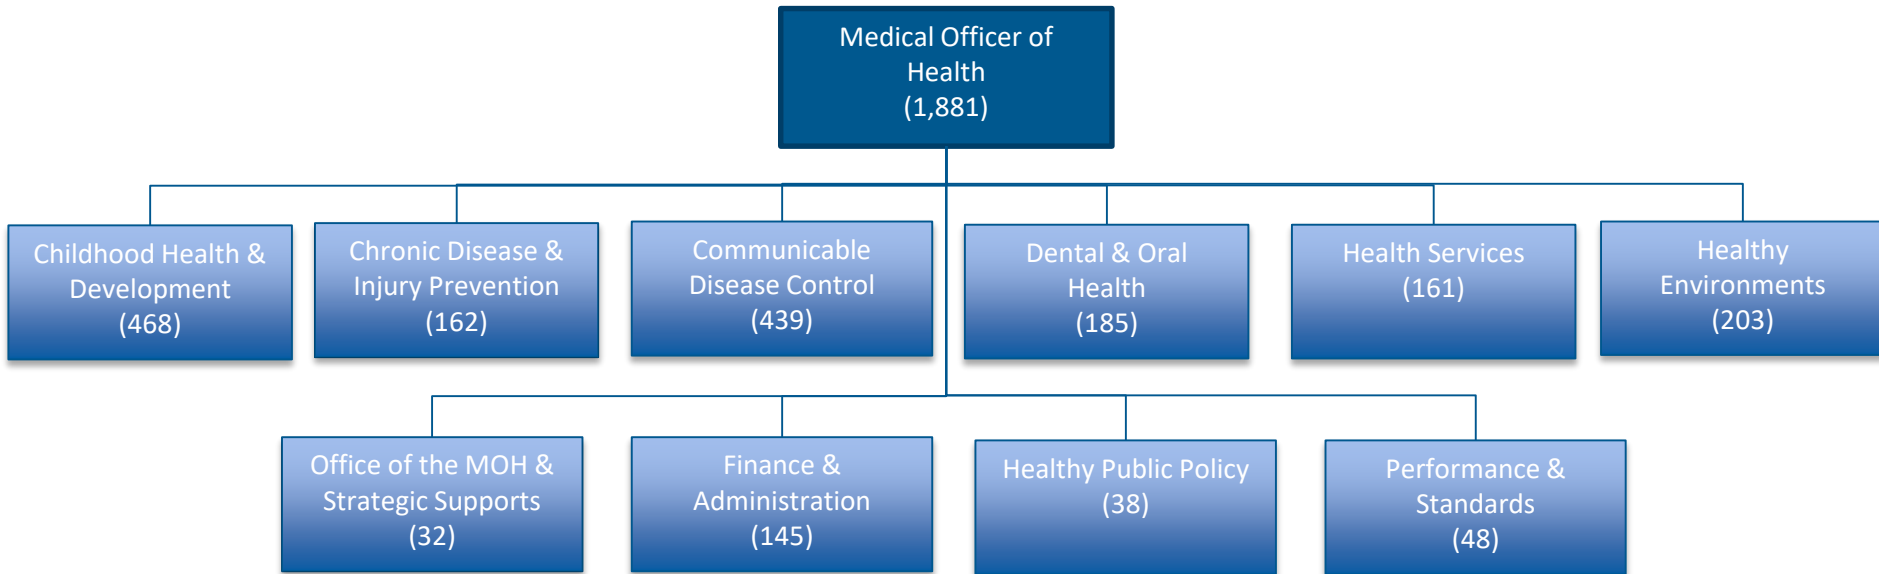 Medical Officer of
Health
(1,881)
Childhood Health &
Development
(468)
Chronic Disease &
Injury Prevention
(162)
Communicable
Disease Control
(439)
Dental & Oral
Health
(185)
Health Services
(161)
Healthy
Environments
(203)
Office of the MOH &
Strategic Supports
(32)
Finance &
Administration
(145)
Healthy Public Policy
(38)
Performance &
Standards
(48)